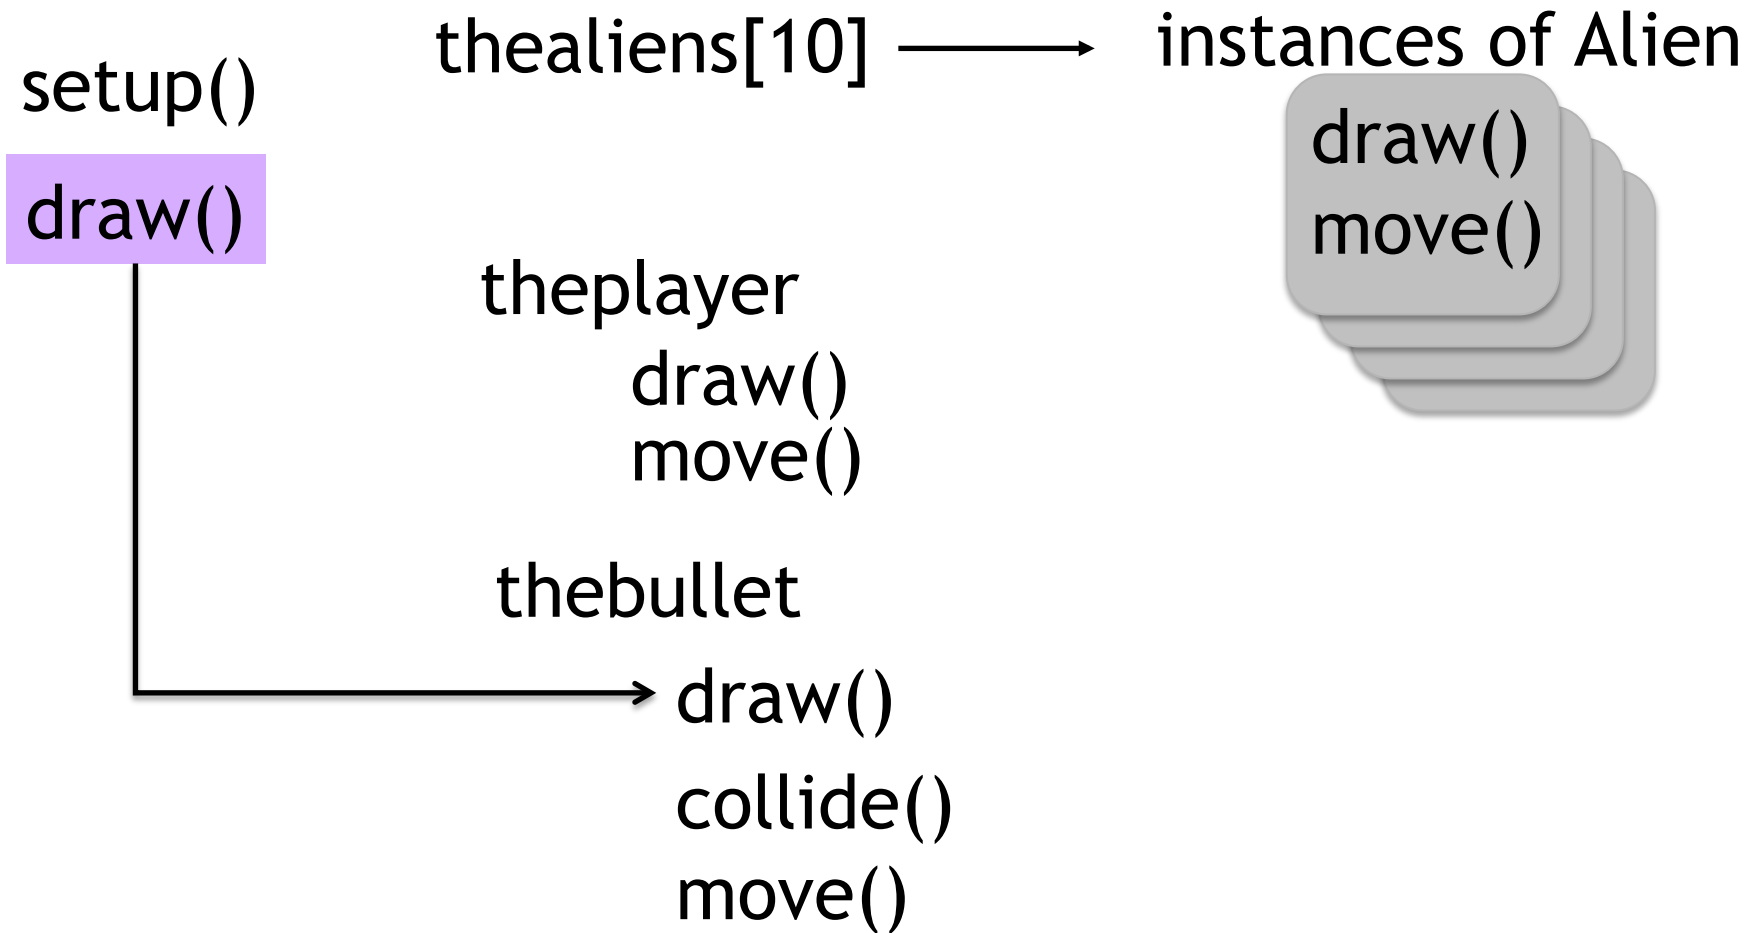 setup()
draw()
thealiens[10]
instances of Alien
draw()
move()
theplayer
draw()
move()
thebullet
draw()
collide()
move()